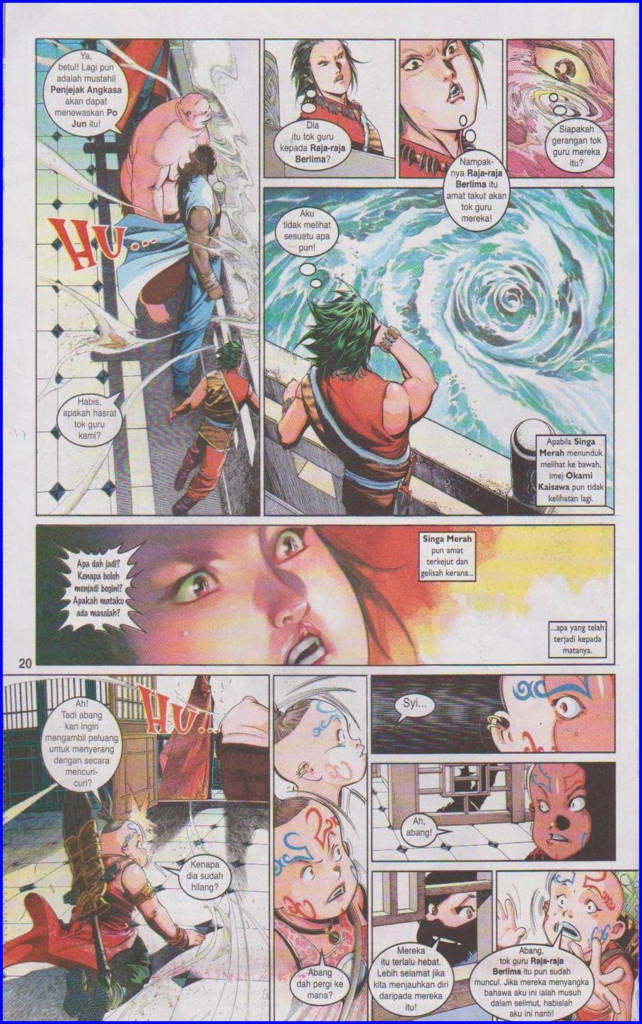 Ya,
betul! Lagi pun
adalah mustahil
Penjejak Angkasa
akan dapat
menewaskan Po
Jun itu!
HU...
Habis,
apakah hasrat
tok guru
kami?
Dia
itu tok guru
kepada Raja-raja
Berlima?
Nampak-
nya Raja-raja
Berlima itu
amat takut akan
tok guru
mereka!
Siapakah
gerangan tok
guru mereka
itu?
Aku
tidak melihat
sesuatu apa
pun!
Apabila Singa
Merah menunduk
melihat ke bawah,
imej Okami
Kaisawa pun tidak
kelihatan lagi.
Apa dah jadi?
Kenapa boleh
menjadi begini?
Apakah mataku
ada masalah?
Singa Merah
pun amat
terkejut dan
gelisah kerana...
...apa yang telah
terjadi kepada
matanya.
20
Ah!
Tadi abang
kan ingin
mengambil peluang
untuk menyerang
dengan secara
mencuri-
curi?
HU...
Kenapa
dia sudah
hilang?
Abang
dah pergi ke
mana?
Syi...
Ah,
abang!
Mereka
itu terlalu hebat.
Lebih selamat jika
kita menjauhkan diri
daripada mereka
itu!
Abang,
tok guru Raja-raja
Berlima itu pun sudah
muncul. Jika mereka menyangka
bahawa aku ini ialah musuh
dalam selimut, habislah
aku ini nanti!